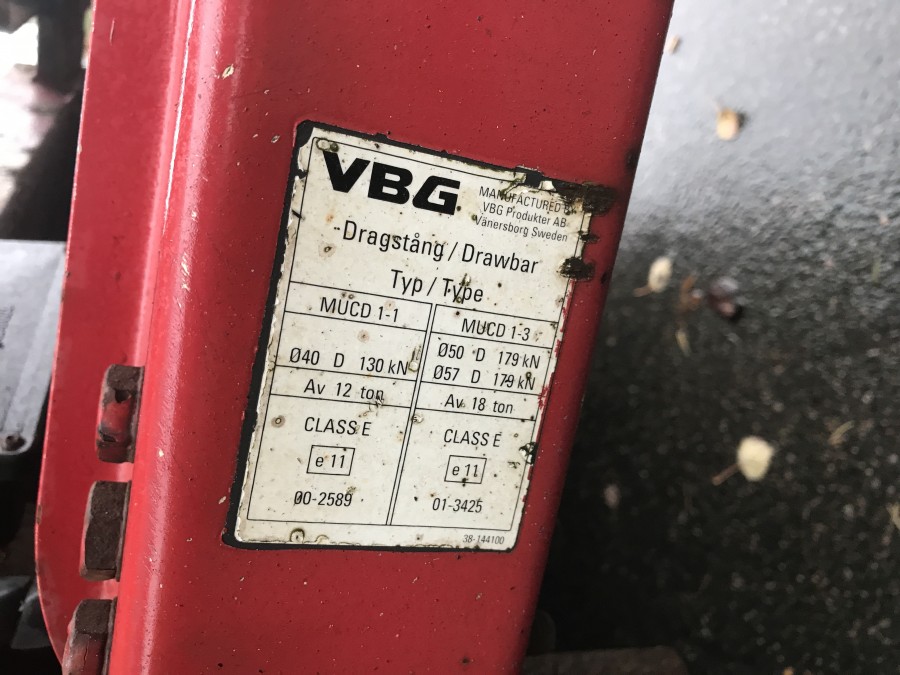 VBG
MANUFACTURED
VBG Produkter AB
Vänersborg Sweden
Dragstång / Drawbar
Typ / Type
MUCD 1-1
Ø40 D 130 kN
Av 12 ton
CLASS E
e 11
00-2589
MUCD 1-3
Ø50 D 179 kN
Ø57 D 179 kN
Av 18 ton
CLASS E
e 11
01-3425
38-144100